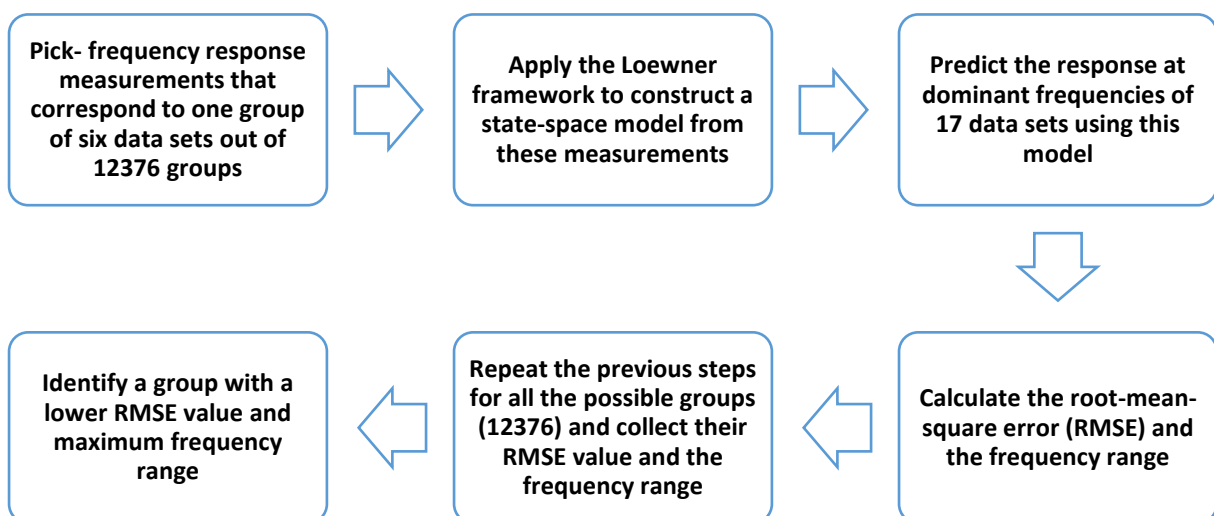 Pick- frequency response
measurements that
correspond to one group
of six data sets out of
12376 groups
Apply the Loewner
framework to construct a
state-space model from
these measurements
Predict the response at
dominant frequencies of
17 data sets using this
model
Calculate the root-mean-
square error (RMSE) and
the frequency range
Repeat the previous steps
for all the possible groups
(12376) and collect their
RMSE value and the
frequency range
Identify a group with a
lower RMSE value and
maximum frequency
range